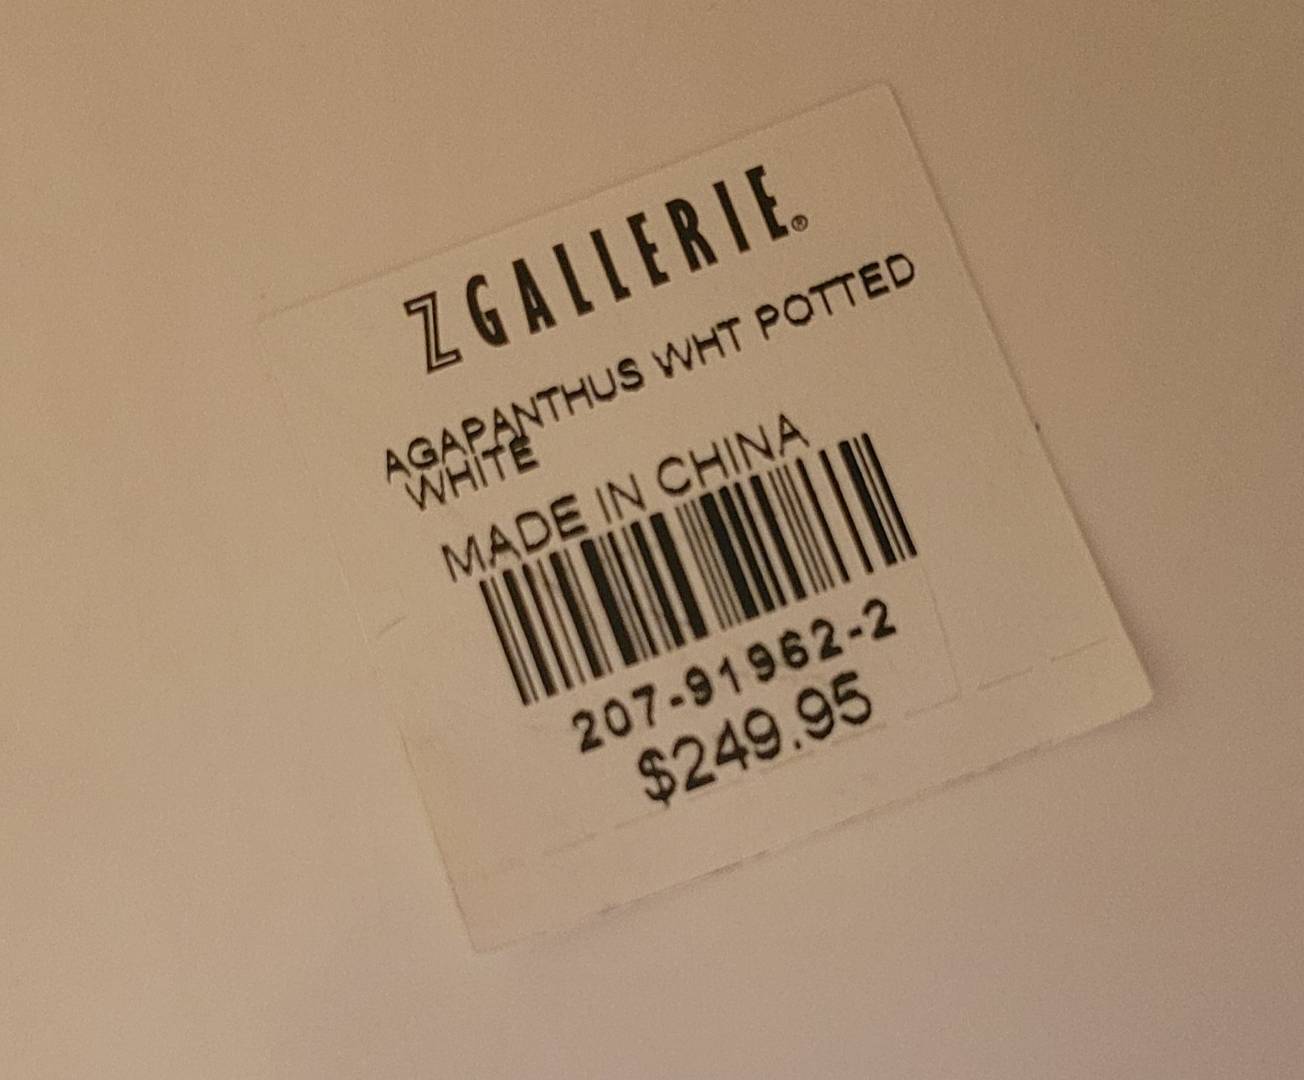 Z GALLERIE®
AGAPANTHUS WHT POTTED
WHITE
MADE IN CHINA
207-91962-2
$249.95